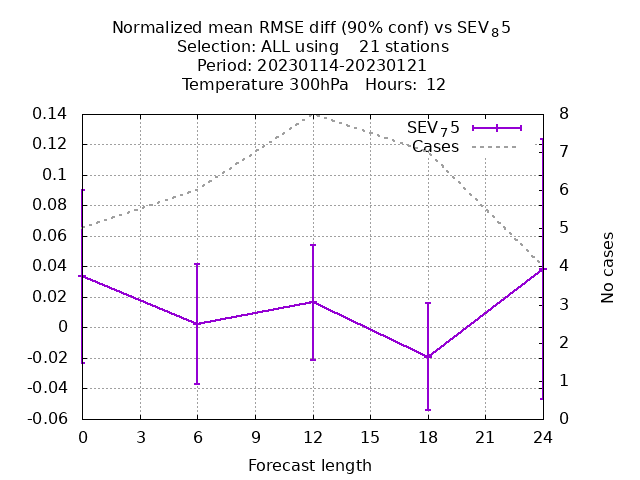 Normalized mean RMSE diff (90% conf) vs SEV₈5
Selection: ALL using    21 stations
Period: 20230114-20230121
Temperature 300hPa   Hours:  12
0.14
0.12
0.1
0.08
0.06
0.04
0.02
0
-0.02
-0.04
-0.06
SEV₇5
Cases
8
7
6
5
4
3
2
1
0
No cases
0 3 6 9 12 15 18 21 24
Forecast length